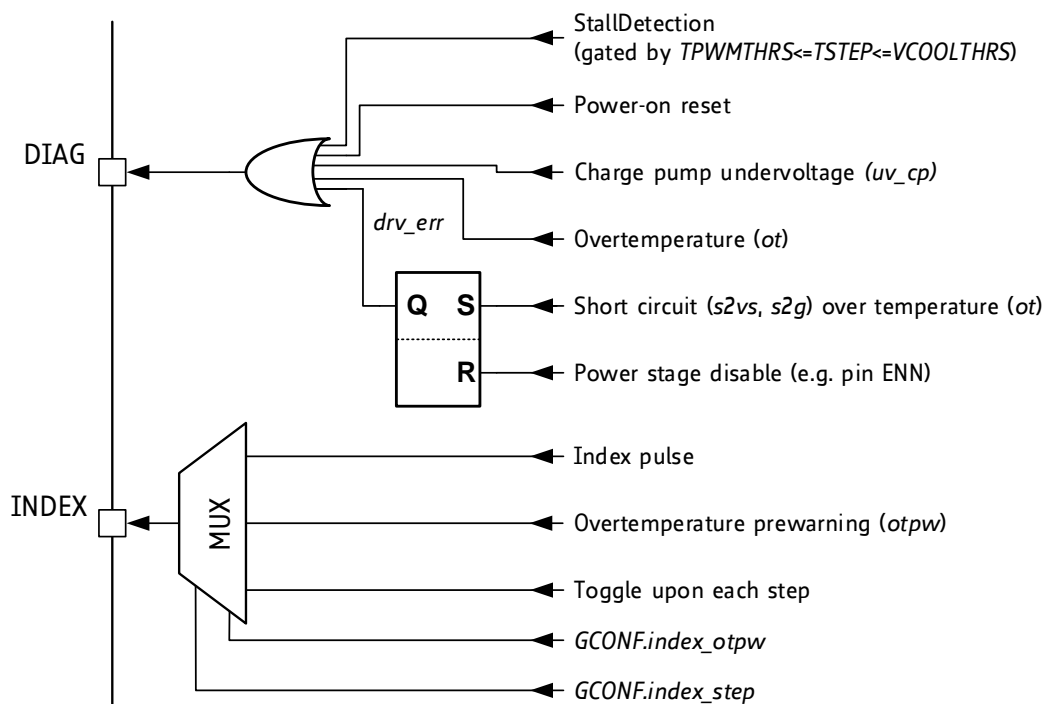 StallDetection
(gated by TPWMTHRS<=TSTEP<=VCOOLTHRS)
Power-on reset
DIAG
Charge pump undervoltage (uv_cp)
drv_err
Overtemperature (ot)
Q S
Short circuit (s2vs, s2g) over temperature (ot)
R
Power stage disable (e.g. pin ENN)
Index pulse
INDEX
MUX
Overtemperature prewarning (otpw)
Toggle upon each step
GCONF.index_otpw
GCONF.index_step